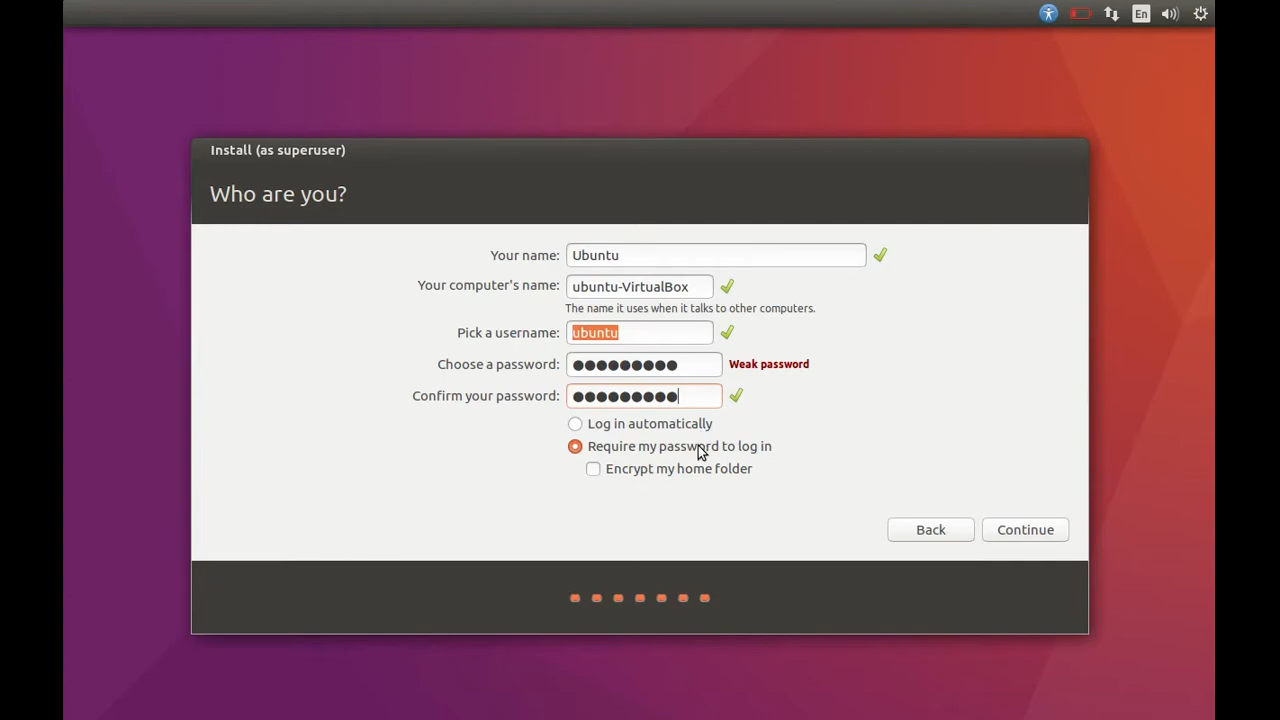 En
Install (as superuser)
Who are you?
Your name: Ubuntu
Your computer's name: ubuntu-VirtualBox
The name it uses when it talks to other computers.
Pick a username: ubuntu
Choose a password: ●●●●●●●●● Weak password
Confirm your password: ●●●●●●●●●
Log in automatically
Require my password to log in
Encrypt my home folder
Back Continue